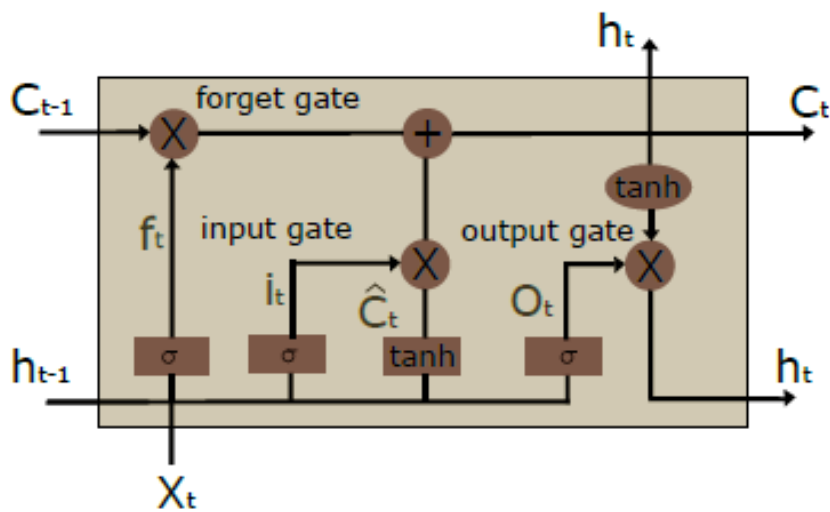 hₜ
Cₜ₋₁
forget gate
Cₜ
X
+
tanh
fₜ
input gate
output gate
iₜ
X
X
Ĉₜ
Oₜ
σ
σ
tanh
σ
hₜ₋₁
hₜ
Xₜ